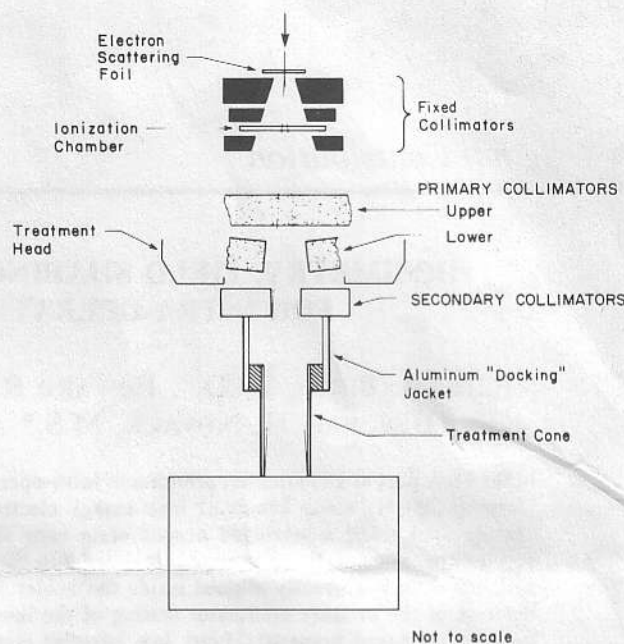 Electron
Scattering
Foil
Fixed
Collimators
Ionization
Chamber
PRIMARY COLLIMATORS
Upper
Treatment
Head
Lower
SECONDARY COLLIMATORS
Aluminum "Docking"
Jacket
Treatment Cone
Not to scale